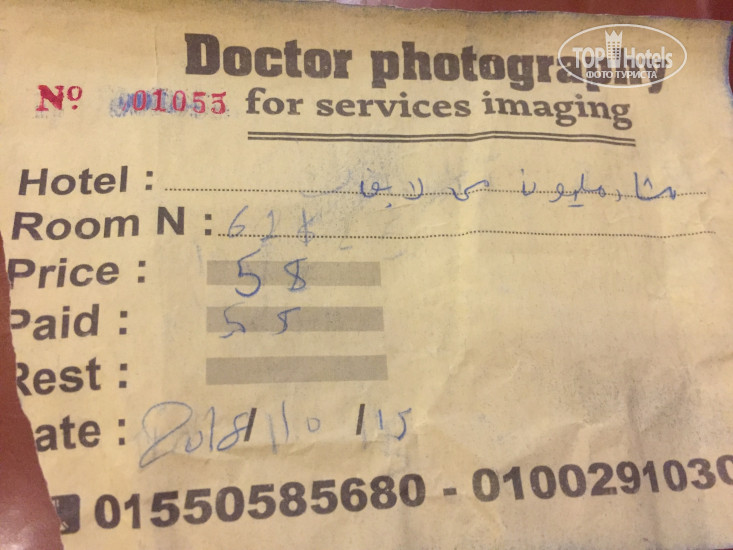 Doctor photography
TOP Hotels
ФОТО ТУРИСТА
Nº 01055 for services imaging
Hotel :
Room N :
Price : 58
Paid : 55
Rest :
ate : 2018/10/15
01550585680 - 0100291030